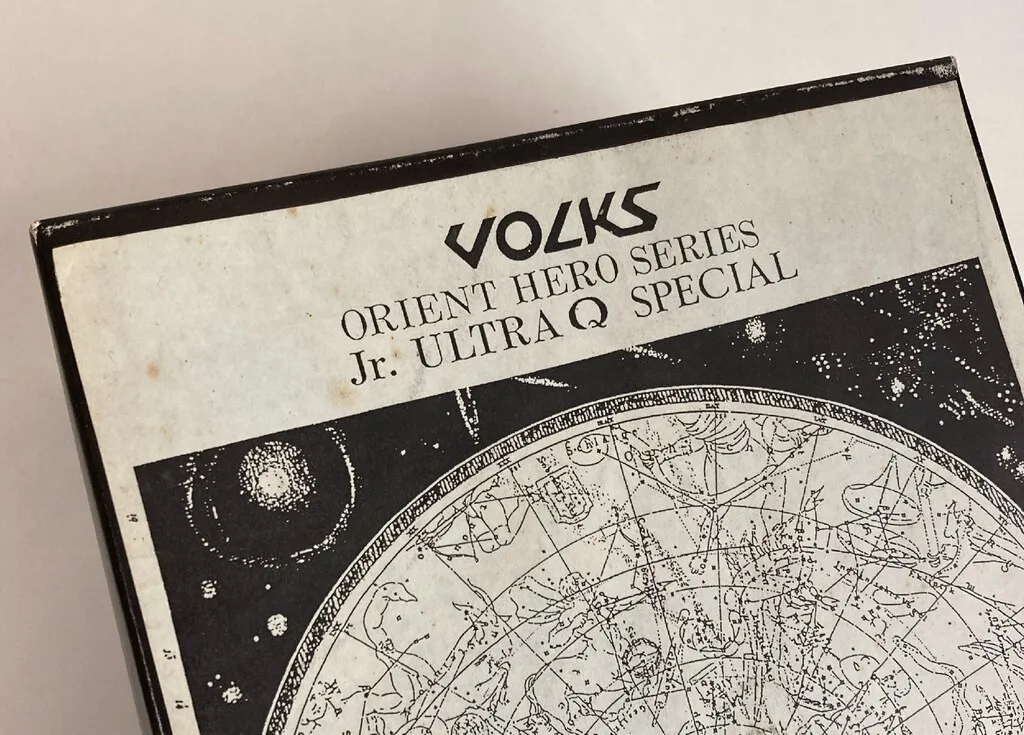 VOLKS
ORIENT HERO SERIES
Jr. ULTRA Q SPECIAL